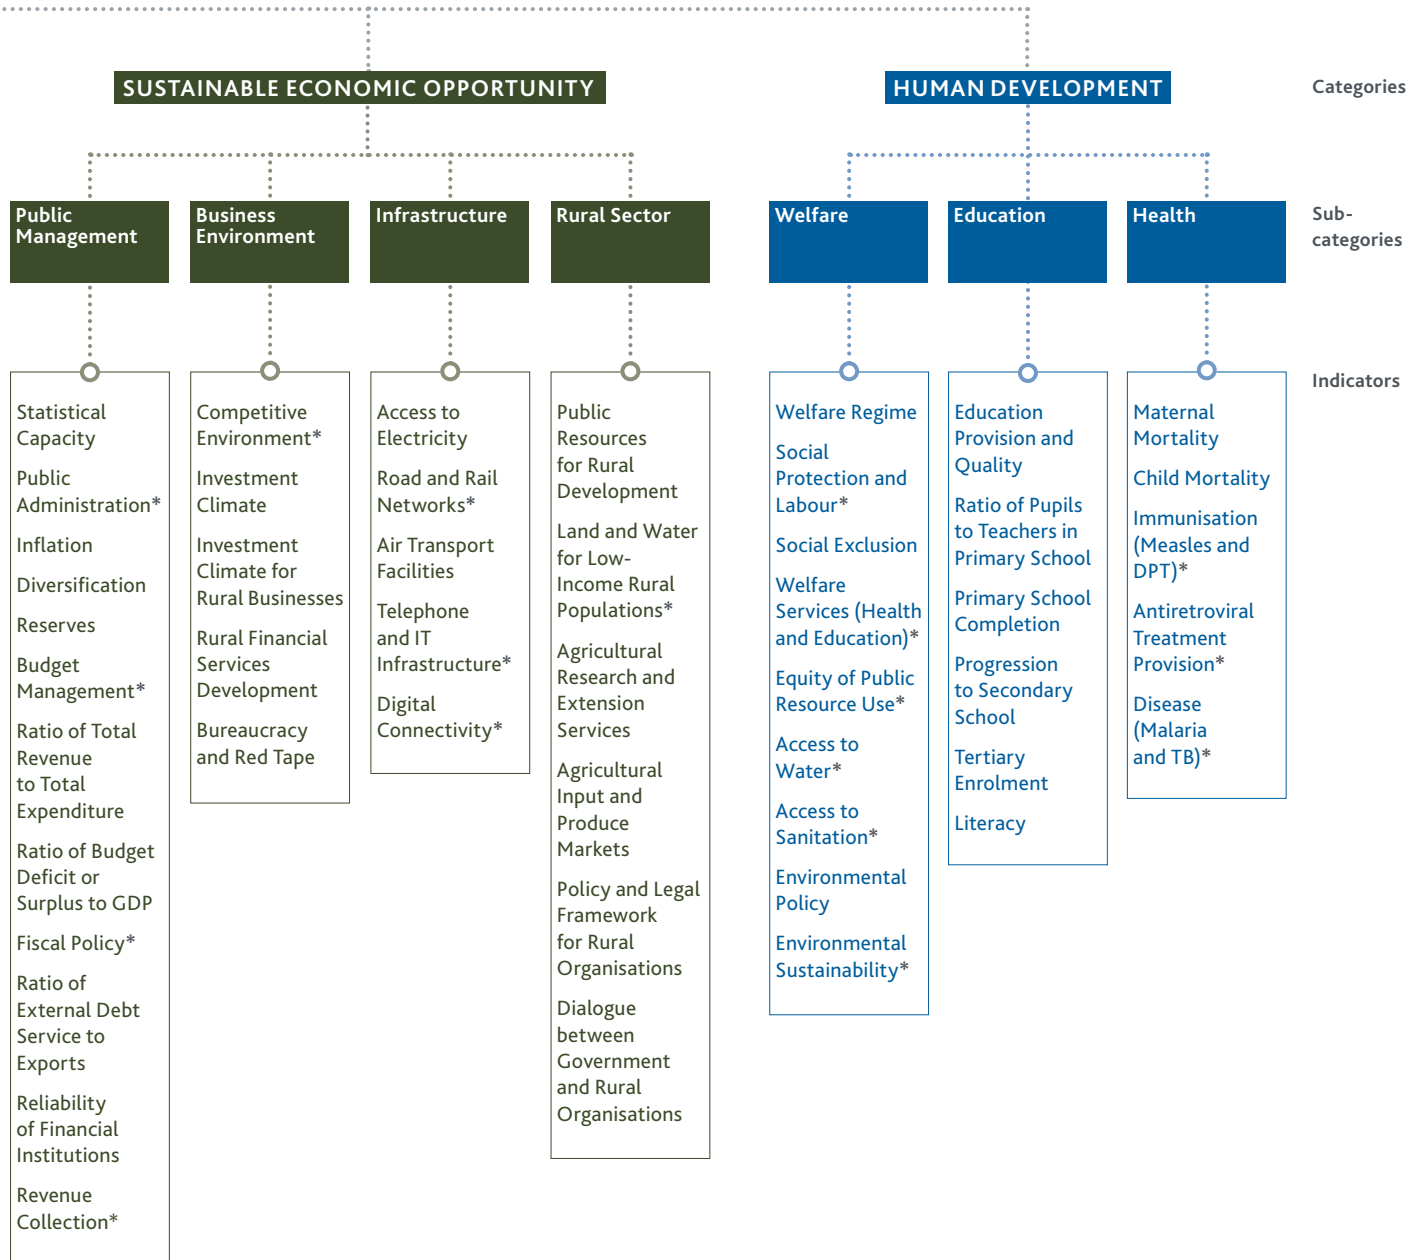 SUSTAINABLE ECONOMIC OPPORTUNITY
HUMAN DEVELOPMENT
Categories
Public
Management
Business
Environment
Infrastructure
Rural Sector
Welfare
Education
Health
Sub-
categories
Indicators
Statistical
Capacity
Public
Administration*
Inflation
Diversification
Reserves
Budget
Management*
Ratio of Total
Revenue
to Total
Expenditure
Ratio of Budget
Deficit or
Surplus to GDP
Fiscal Policy*
Ratio of
External Debt
Service to
Exports
Reliability
of Financial
Institutions
Revenue
Collection*
Competitive
Environment*
Investment
Climate
Investment
Climate for
Rural Businesses
Rural Financial
Services
Development
Bureaucracy
and Red Tape
Access to
Electricity
Road and Rail
Networks*
Air Transport
Facilities
Telephone
and IT
Infrastructure*
Digital
Connectivity*
Public
Resources
for Rural
Development
Land and Water
for Low-
Income Rural
Populations*
Agricultural
Research and
Extension
Services
Agricultural
Input and
Produce
Markets
Policy and Legal
Framework
for Rural
Organisations
Dialogue
between
Government
and Rural
Organisations
Welfare Regime
Social
Protection and
Labour*
Social Exclusion
Welfare
Services (Health
and Education)*
Equity of Public
Resource Use*
Access to
Water*
Access to
Sanitation*
Environmental
Policy
Environmental
Sustainability*
Education
Provision and
Quality
Ratio of Pupils
to Teachers in
Primary School
Primary School
Completion
Progression
to Secondary
School
Tertiary
Enrolment
Literacy
Maternal
Mortality
Child Mortality
Immunisation
(Measles and
DPT)*
Antiretroviral
Treatment
Provision*
Disease
(Malaria
and TB)*